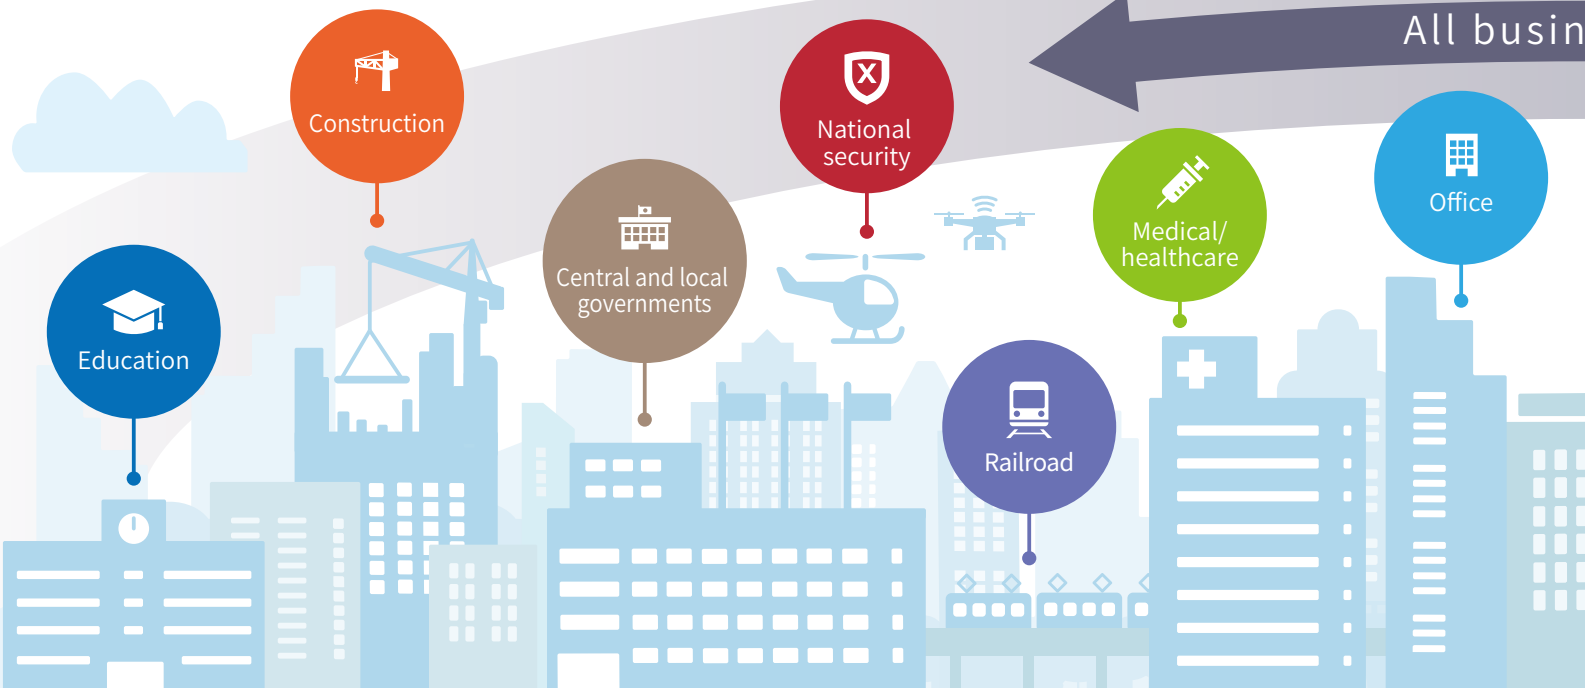 All busin
Construction
National
security
Office
Medical/
healthcare
Central and local
governments
Education
Railroad